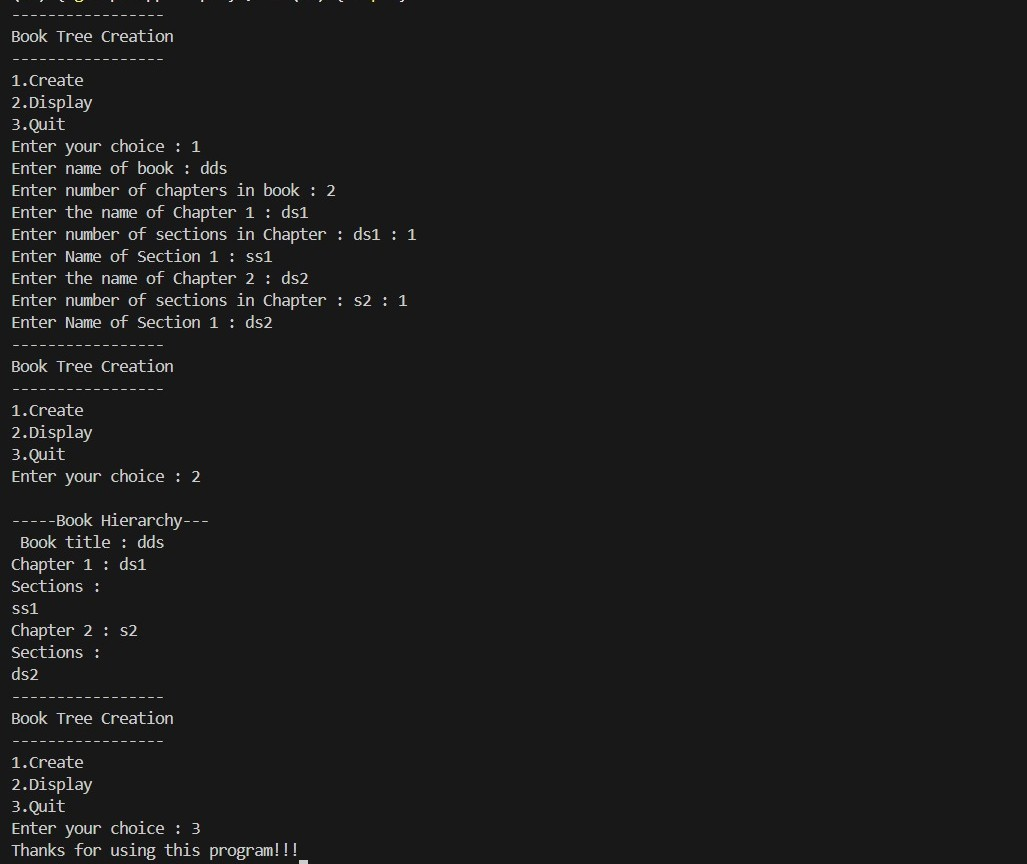 -----------------
Book Tree Creation
-----------------
1.Create
2.Display
3.Quit
Enter your choice : 1
Enter name of book : dds
Enter number of chapters in book : 2
Enter the name of Chapter 1 : ds1
Enter number of sections in Chapter : ds1 : 1
Enter Name of Section 1 : ss1
Enter the name of Chapter 2 : ds2
Enter number of sections in Chapter : s2 : 1
Enter Name of Section 1 : ds2
-----------------
Book Tree Creation
-----------------
1.Create
2.Display
3.Quit
Enter your choice : 2

-----Book Hierarchy---
 Book title : dds
Chapter 1 : ds1
Sections :
ss1
Chapter 2 : s2
Sections :
ds2
-----------------
Book Tree Creation
-----------------
1.Create
2.Display
3.Quit
Enter your choice : 3
Thanks for using this program!!!